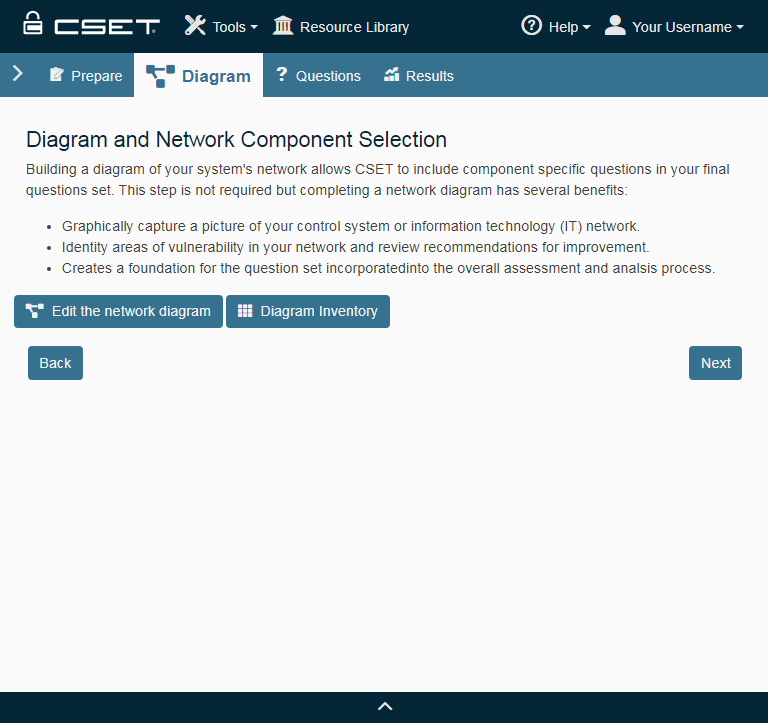 CSET Tools Resource Library Help Your Username
Prepare Diagram Questions Results
Diagram and Network Component Selection
Building a diagram of your system's network allows CSET to include component specific questions in your final
questions set. This step is not required but completing a network diagram has several benefits:
Graphically capture a picture of your control system or information technology (IT) network.
Identity areas of vulnerability in your network and review recommendations for improvement.
Creates a foundation for the question set incorporatedinto the overall assessment and analsis process.
Edit the network diagram Diagram Inventory
Back Next